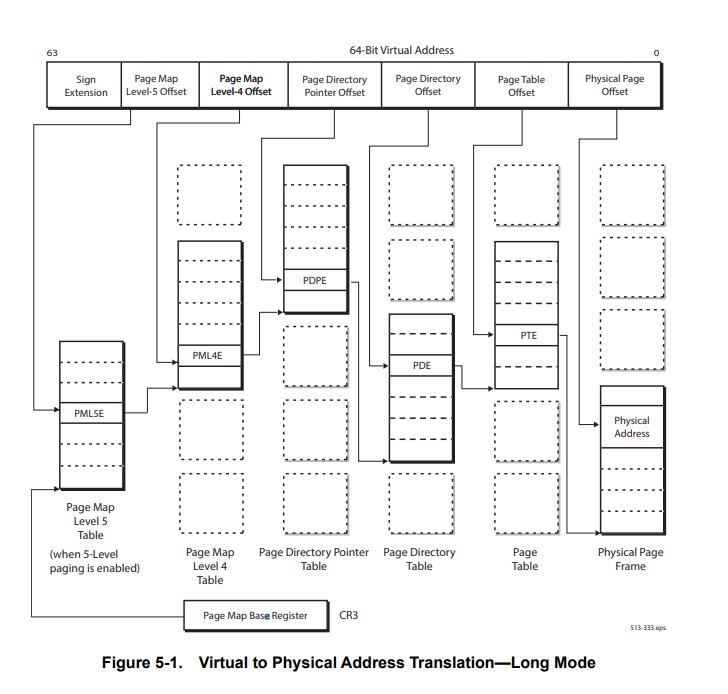 63
64-Bit Virtual Address
0
Sign
Extension
Page Map
Level-5 Offset
Page Map
Level-4 Offset
Page Directory
Pointer Offset
Page Directory
Offset
Page Table
Offset
Physical Page
Offset
PDPE
PTE
PML4E
PDE
PML5E
Physical
Address
Page Map
Level 5
Table
(when 5-Level
paging is enabled)
Page Map
Level 4
Table
Page Directory Pointer
Table
Page Directory
Table
Page
Table
Physical Page
Frame
Page Map Base Register
CR3
513-333.eps
Figure 5-1. Virtual to Physical Address Translation—Long Mode